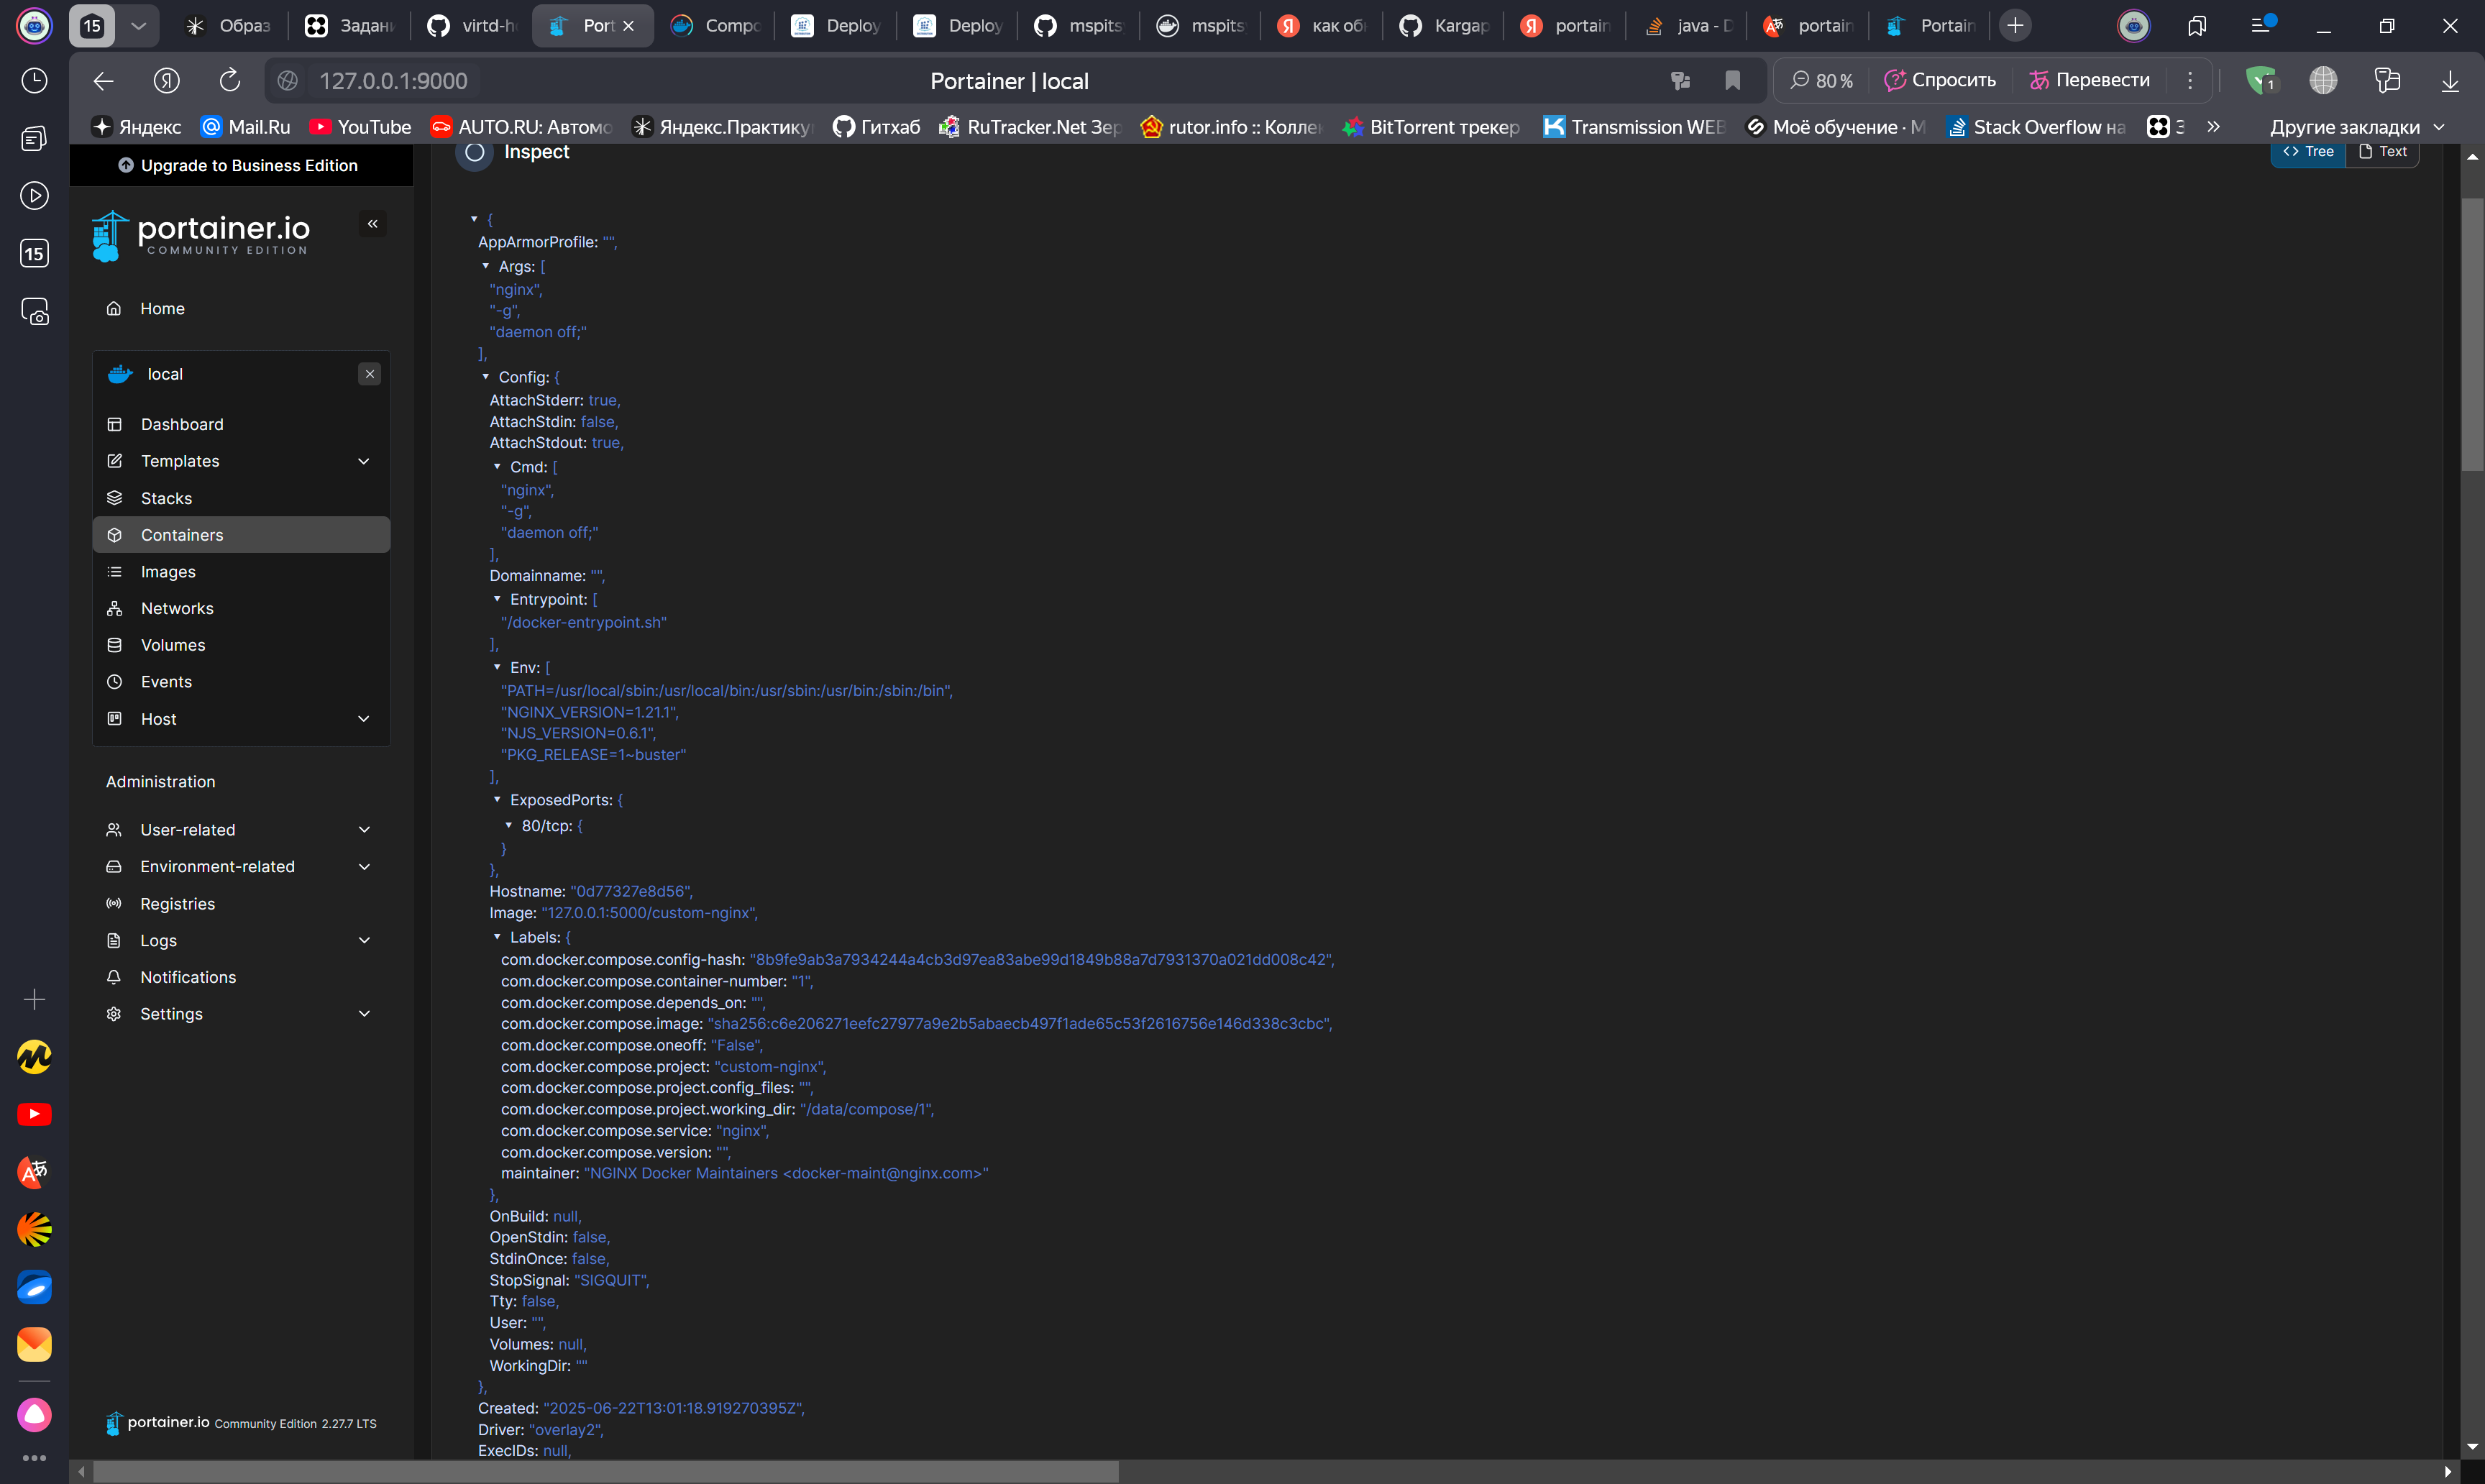 15
Образ
Задани
virtd-ho
Port
Compo
Deploy
Deploy
mspits
mspits
как об
Kargap
portain
java - D
portain
Portain
127.0.0.1:9000
Portainer | local
80 %
Спросить
Перевести
1
Яндекс
Mail.Ru
YouTube
AUTO.RU: Автомо
Яндекс.Практику
Гитхаб
RuTracker.Net Зер
rutor.info :: Коллек
BitTorrent трекер
Transmission WEB
Моё обучение · М
Stack Overflow на
З
Другие закладки
15
Upgrade to Business Edition
portainer.io
COMMUNITY EDITION
Home
local
Dashboard
Templates
Stacks
Containers
Images
Networks
Volumes
Events
Host
Administration
User-related
Environment-related
Registries
Logs
Notifications
Settings
portainer.io Community Edition 2.27.7 LTS
Inspect
Tree
Text
{
AppArmorProfile: "",
Args: [
"nginx",
"-g",
"daemon off;"
],
Config: {
AttachStderr: true,
AttachStdin: false,
AttachStdout: true,
Cmd: [
"nginx",
"-g",
"daemon off;"
],
Domainname: "",
Entrypoint: [
"/docker-entrypoint.sh"
],
Env: [
"PATH=/usr/local/sbin:/usr/local/bin:/usr/sbin:/usr/bin:/sbin:/bin",
"NGINX_VERSION=1.21.1",
"NJS_VERSION=0.6.1",
"PKG_RELEASE=1~buster"
],
ExposedPorts: {
80/tcp: {
}
},
Hostname: "0d77327e8d56",
Image: "127.0.0.1:5000/custom-nginx",
Labels: {
com.docker.compose.config-hash: "8b9fe9ab3a7934244a4cb3d97ea83abe99d1849b88a7d7931370a021dd008c42",
com.docker.compose.container-number: "1",
com.docker.compose.depends_on: "",
com.docker.compose.image: "sha256:c6e206271eefc27977a9e2b5abaecb497f1ade65c53f2616756e146d338c3cbc",
com.docker.compose.oneoff: "False",
com.docker.compose.project: "custom-nginx",
com.docker.compose.project.config_files: "",
com.docker.compose.project.working_dir: "/data/compose/1",
com.docker.compose.service: "nginx",
com.docker.compose.version: "",
maintainer: "NGINX Docker Maintainers <docker-maint@nginx.com>"
},
OnBuild: null,
OpenStdin: false,
StdinOnce: false,
StopSignal: "SIGQUIT",
Tty: false,
User: "",
Volumes: null,
WorkingDir: ""
},
Created: "2025-06-22T13:01:18.919270395Z",
Driver: "overlay2",
ExecIDs: null,